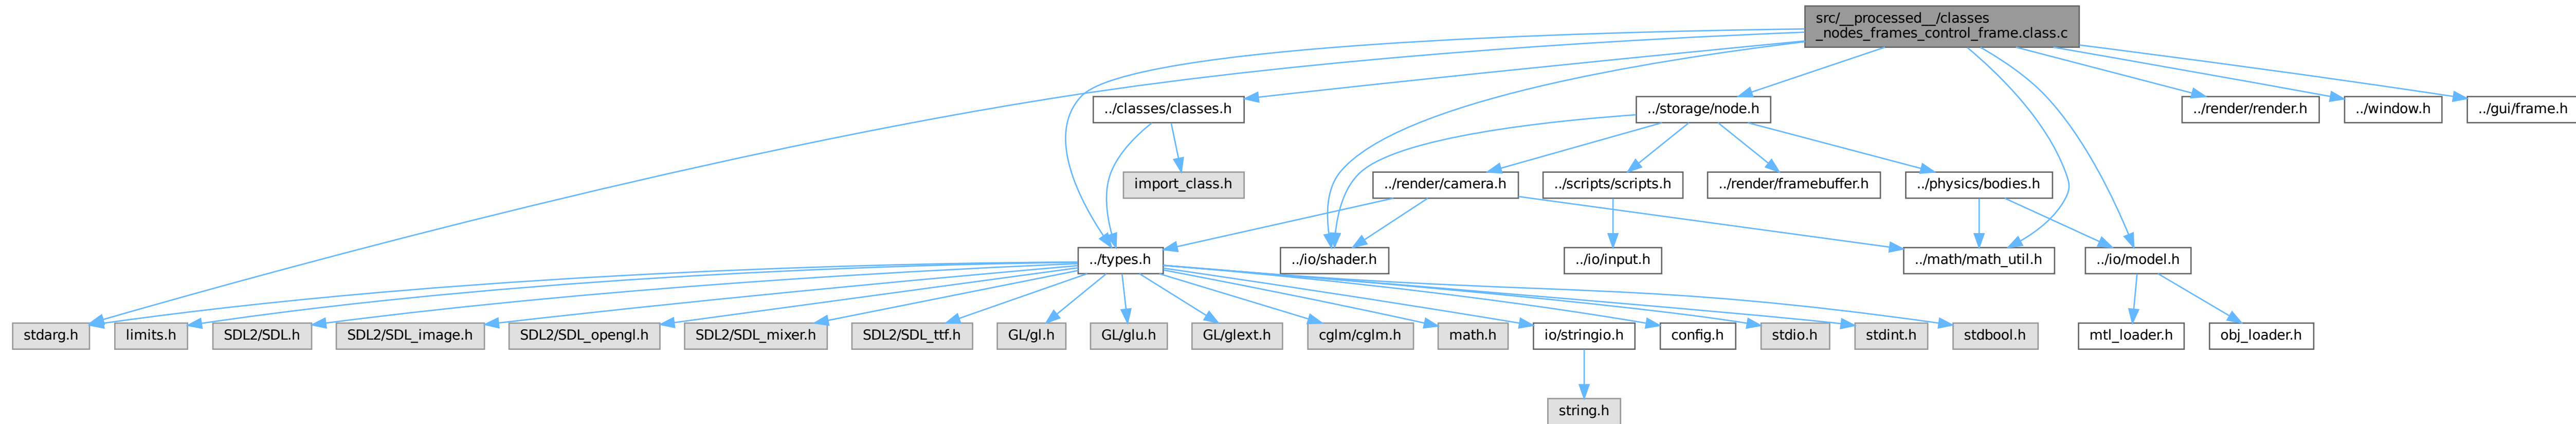 src/__processed__/classes
_nodes_frames_control_frame.class.c
../classes/classes.h
../storage/node.h
../render/render.h
../window.h
../gui/frame.h
import_class.h
../render/camera.h
../scripts/scripts.h
../render/framebuffer.h
../physics/bodies.h
../types.h
../io/shader.h
../io/input.h
../math/math_util.h
../io/model.h
stdarg.h
limits.h
SDL2/SDL.h
SDL2/SDL_image.h
SDL2/SDL_opengl.h
SDL2/SDL_mixer.h
SDL2/SDL_ttf.h
GL/gl.h
GL/glu.h
GL/glext.h
cglm/cglm.h
math.h
io/stringio.h
config.h
stdio.h
stdint.h
stdbool.h
mtl_loader.h
obj_loader.h
string.h